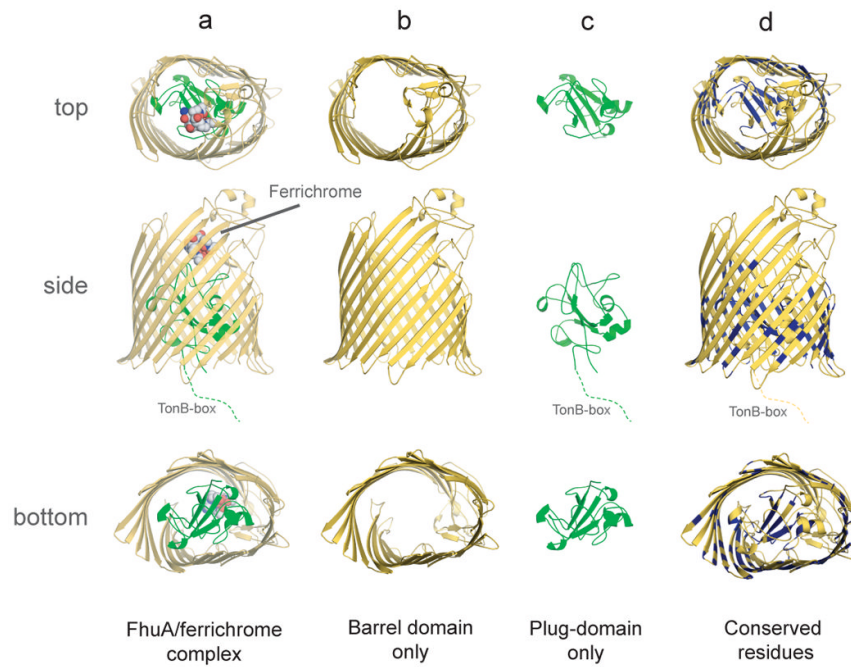 a b c d
top
Ferrichrome
side
TonB-box TonB-box TonB-box
bottom
FhuA/ferrichrome Barrel domain Plug-domain Conserved
complex only only residues